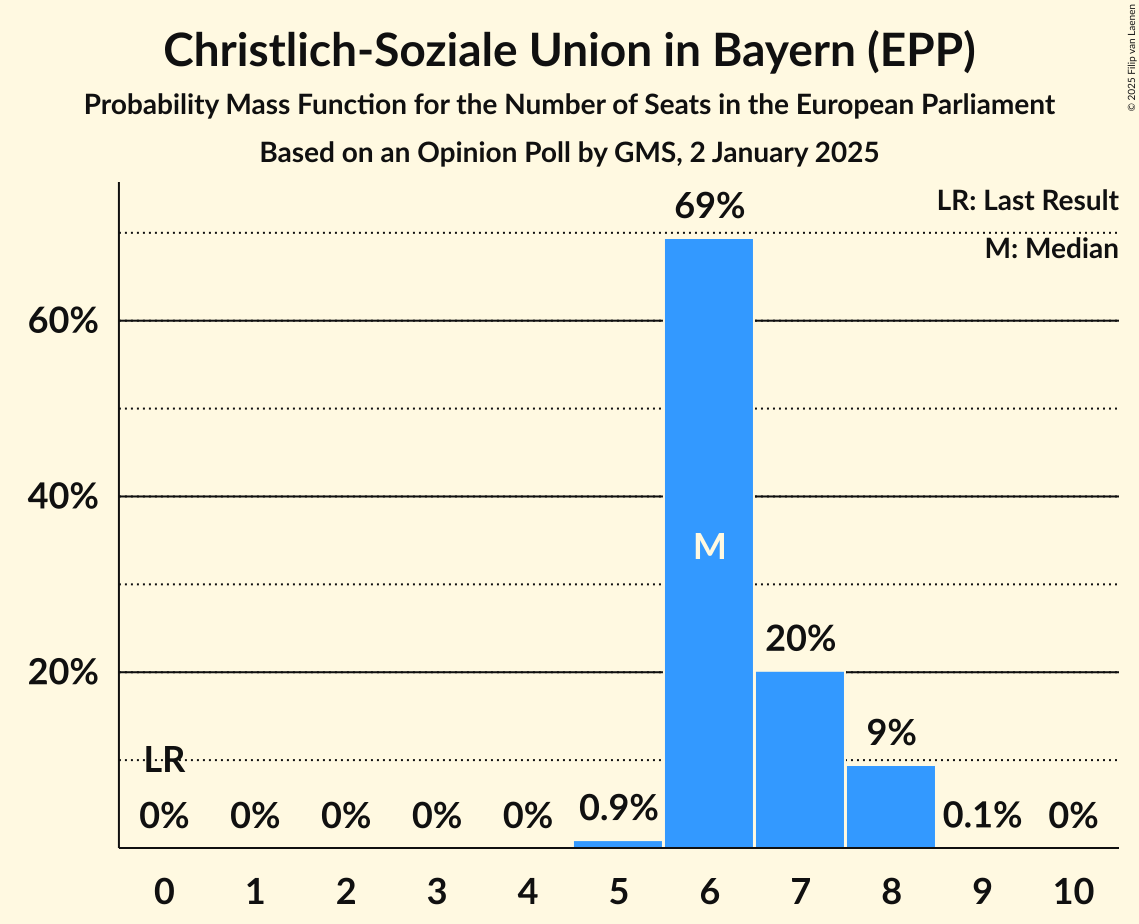 Christlich-Soziale Union in Bayern (EPP)
Probability Mass Function for the Number of Seats in the European Parliament
Based on an Opinion Poll by GMS, 2 January 2025
© 2025 Filip van Laenen
LR: Last Result
M: Median
69%
60%
40%
M
20%
20%
9%
LR
0% 0% 0% 0% 0% 0.9% 0.1% 0%
0 1 2 3 4 5 6 7 8 9 10